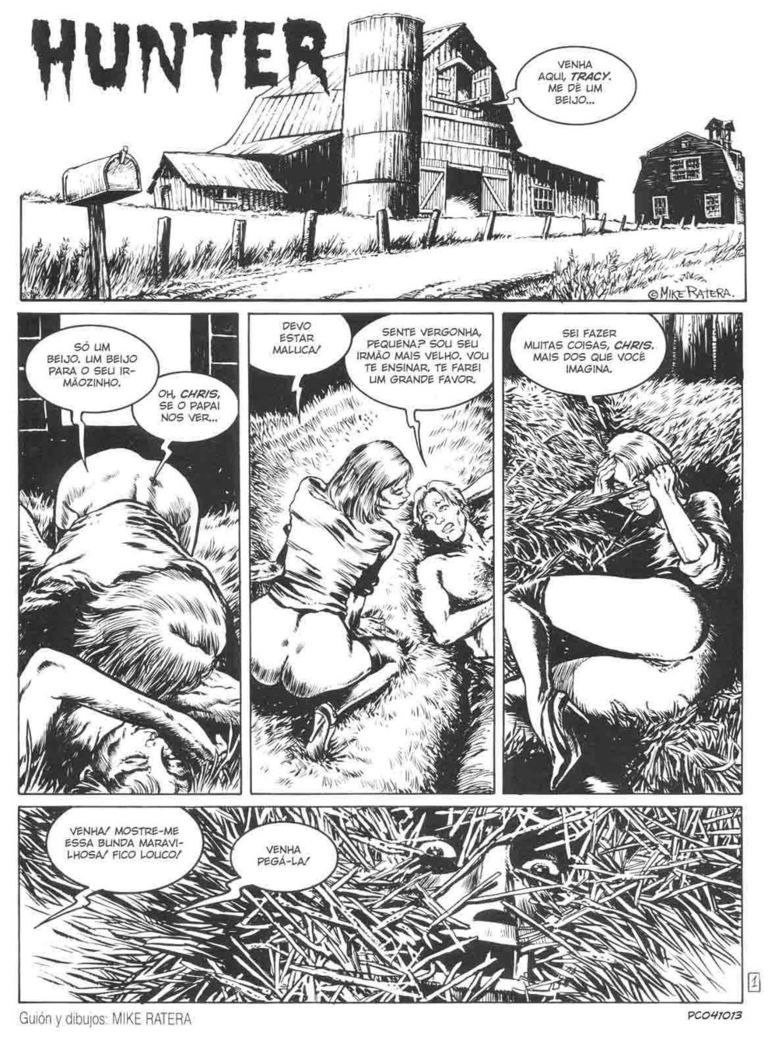 HUNTER
VENHA
AQUI, TRACY.
ME DÊ UM
BEIJO...
©MIKE RATERA.
SÓ UM
BEIJO. UM BEIJO
PARA O SEU IR-
MÃOZINHO.
OH, CHRIS,
SE O PAPAI
NOS VER...
DEVO
ESTAR
MALUCA!
SENTE VERGONHA,
PEQUENA? SOU SEU
IRMÃO MAIS VELHO. VOU
TE ENSINAR. TE FAREI
UM GRANDE FAVOR.
SEI FAZER
MUITAS COISAS, CHRIS.
MAIS DOS QUE VOCÊ
IMAGINA.
VENHA! MOSTRE-ME
ESSA BUNDA MARAVI-
LHOSA! FICO LOUCO!
VENHA
PEGÁ-LA!
1
Guión y dibujos: MIKE RATERA
PC041013